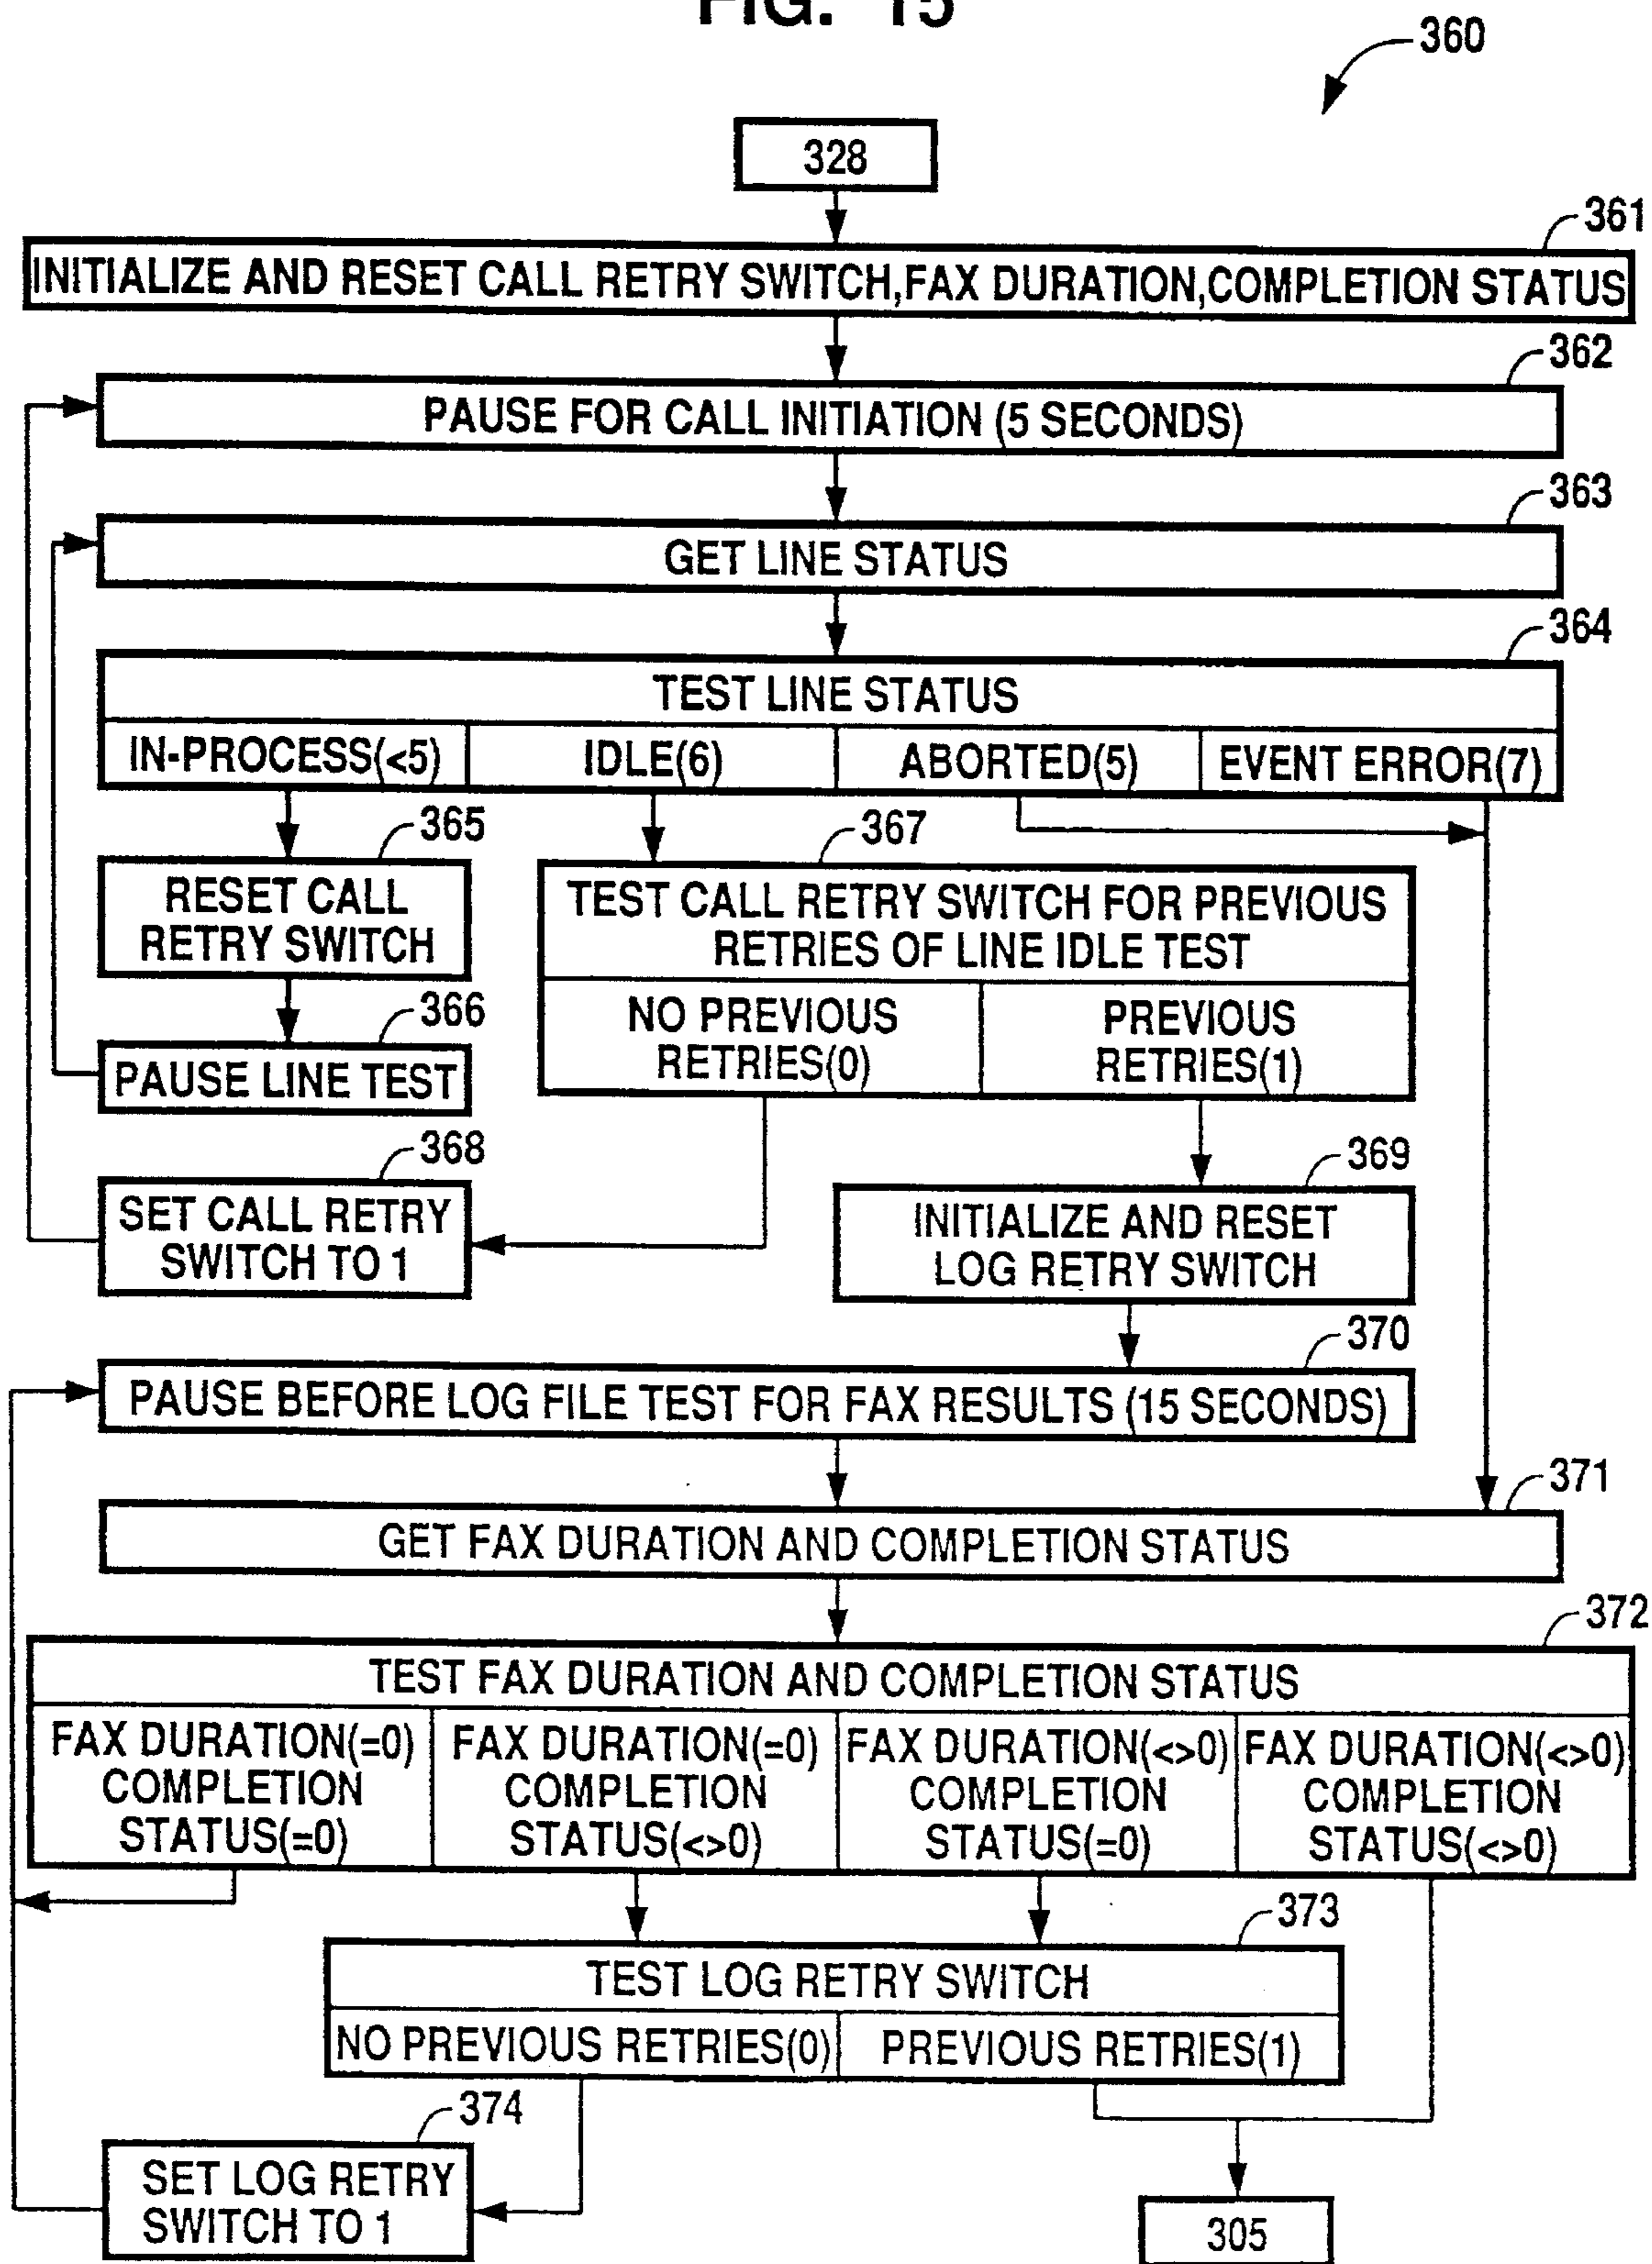 FIG. 15
360
328
361
INITIALIZE AND RESET CALL RETRY SWITCH,FAX DURATION,COMPLETION STATUS
362
PAUSE FOR CALL INITIATION (5 SECONDS)
363
GET LINE STATUS
364
TEST LINE STATUS
IN-PROCESS(<5)
IDLE(6)
ABORTED(5)
EVENT ERROR(7)
365
RESET CALL
RETRY SWITCH
367
TEST CALL RETRY SWITCH FOR PREVIOUS
RETRIES OF LINE IDLE TEST
NO PREVIOUS
RETRIES(0)
PREVIOUS
RETRIES(1)
366
PAUSE LINE TEST
368
SET CALL RETRY
SWITCH TO 1
369
INITIALIZE AND RESET
LOG RETRY SWITCH
370
PAUSE BEFORE LOG FILE TEST FOR FAX RESULTS (15 SECONDS)
371
GET FAX DURATION AND COMPLETION STATUS
372
TEST FAX DURATION AND COMPLETION STATUS
FAX DURATION(=0)
COMPLETION
STATUS(=0)
FAX DURATION(=0)
COMPLETION
STATUS(<>0)
FAX DURATION(<>0)
COMPLETION
STATUS(=0)
FAX DURATION(<>0)
COMPLETION
STATUS(<>0)
373
TEST LOG RETRY SWITCH
NO PREVIOUS RETRIES(0)
PREVIOUS RETRIES(1)
374
SET LOG RETRY
SWITCH TO 1
305